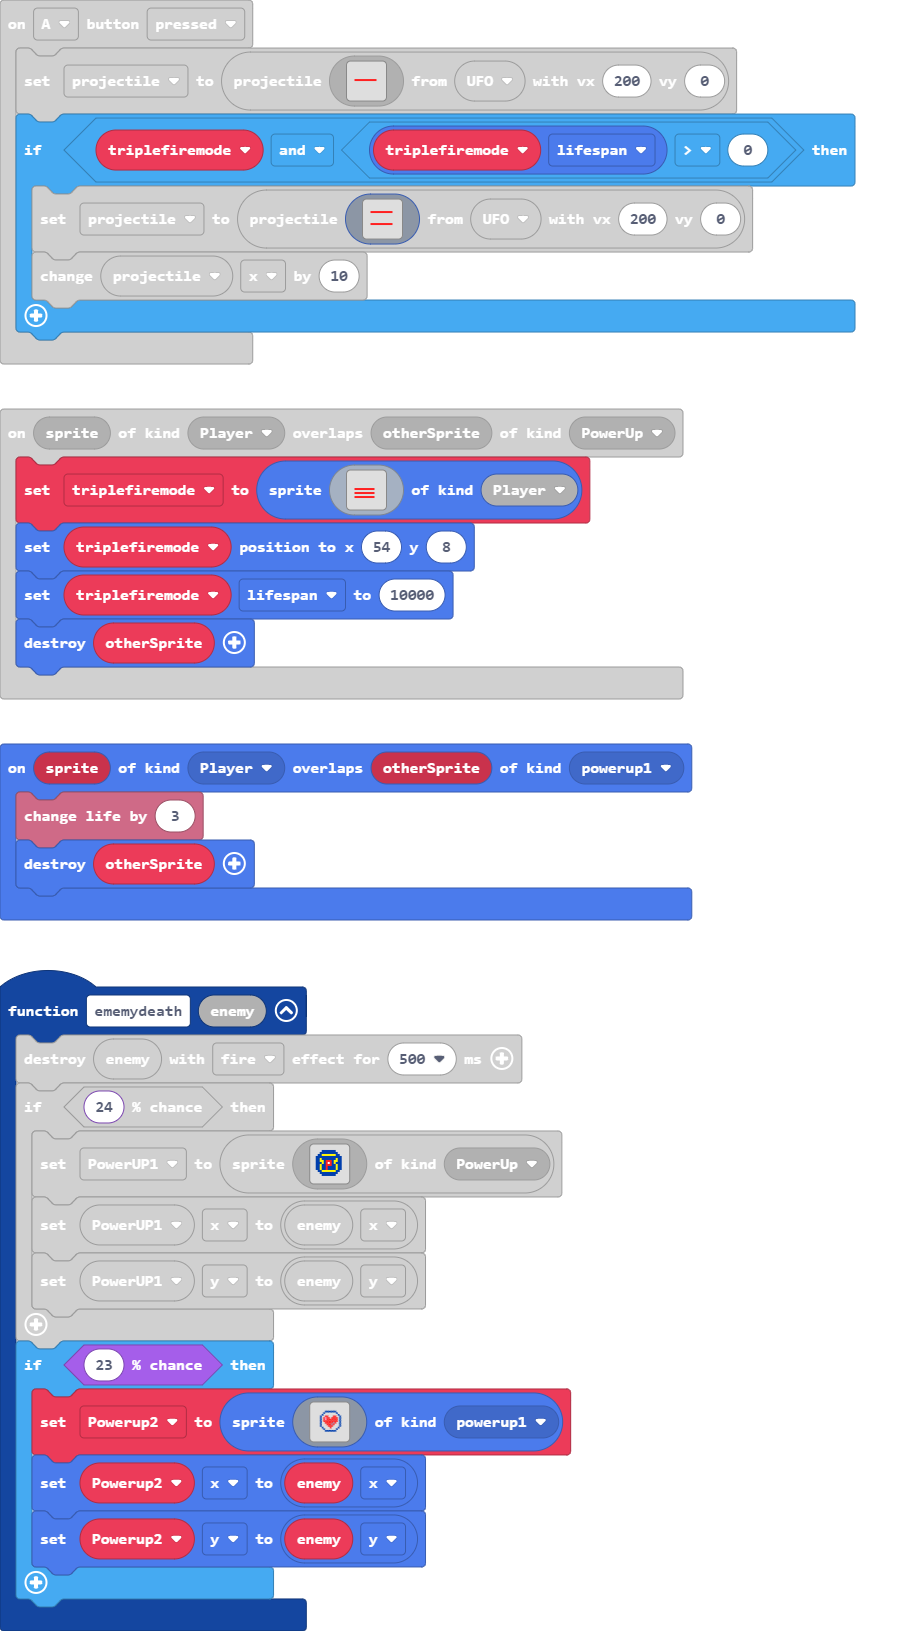 on A button pressed
set projectile to projectile from UFO with vx 200 vy 0
if triplefiremode and triplefiremode lifespan > 0 then
set projectile to projectile from UFO with vx 200 vy 0
change projectile x by 10
on sprite of kind Player overlaps otherSprite of kind PowerUp
set triplefiremode to sprite of kind Player
set triplefiremode position to x 54 y 8
set triplefiremode lifespan to 10000
destroy otherSprite
on sprite of kind Player overlaps otherSprite of kind powerup1
change life by 3
destroy otherSprite
function ememydeath enemy
destroy enemy with fire effect for 500 ms
if 24 % chance then
set PowerUP1 to sprite P of kind PowerUp
set PowerUP1 x to enemy x
set PowerUP1 y to enemy y
if 23 % chance then
set Powerup2 to sprite of kind powerup1
set Powerup2 x to enemy x
set Powerup2 y to enemy y